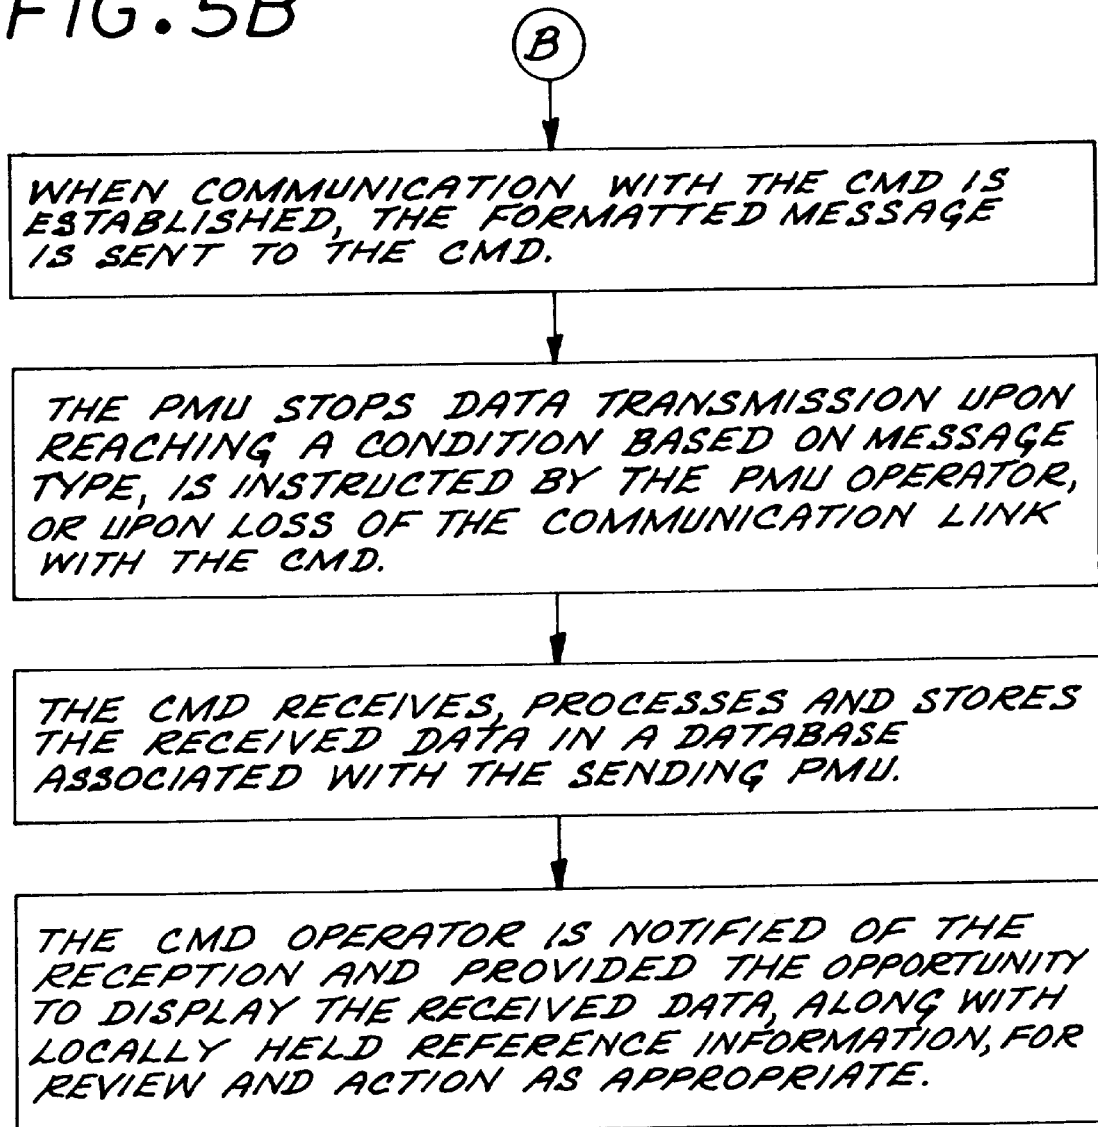 FIG. 5B
B
WHEN COMMUNICATION WITH THE CMD IS
ESTABLISHED, THE FORMATTED MESSAGE
IS SENT TO THE CMD.
THE PMU STOPS DATA TRANSMISSION UPON
REACHING A CONDITION BASED ON MESSAGE
TYPE, IS INSTRUCTED BY THE PMU OPERATOR,
OR UPON LOSS OF THE COMMUNICATION LINK
WITH THE CMD.
THE CMD RECEIVES, PROCESSES AND STORES
THE RECEIVED DATA IN A DATABASE
ASSOCIATED WITH THE SENDING PMU.
THE CMD OPERATOR IS NOTIFIED OF THE
RECEPTION AND PROVIDED THE OPPORTUNITY
TO DISPLAY THE RECEIVED DATA, ALONG WITH
LOCALLY HELD REFERENCE INFORMATION, FOR
REVIEW AND ACTION AS APPROPRIATE.